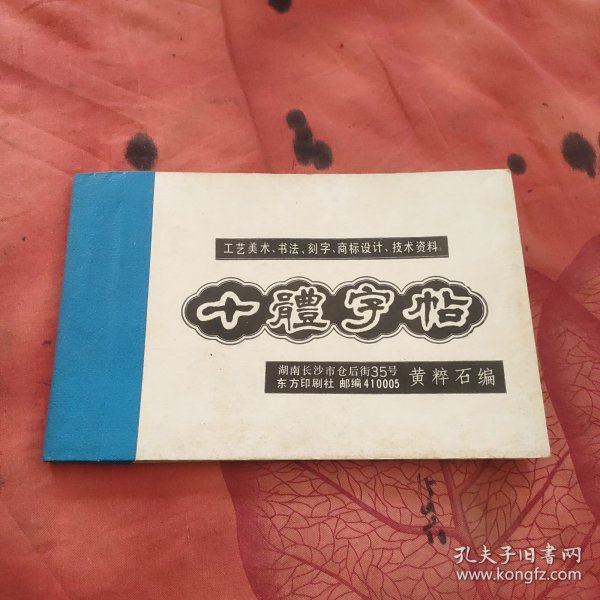 工艺美术、书法、刻字、商标设计、技术资料。
十體字帖
湖南长沙市仓后街35号
东方印刷社 邮编410005
黄粹石编
孔夫子旧书网
www.kongfz.com